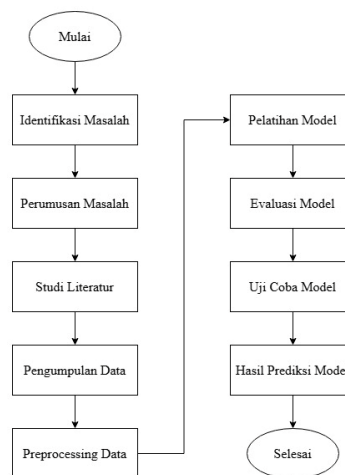 Mulai
Identifikasi Masalah
Perumusan Masalah
Studi Literatur
Pengumpulan Data
Preprocessing Data
Pelatihan Model
Evaluasi Model
Uji Coba Model
Hasil Prediksi Mode
Selesai